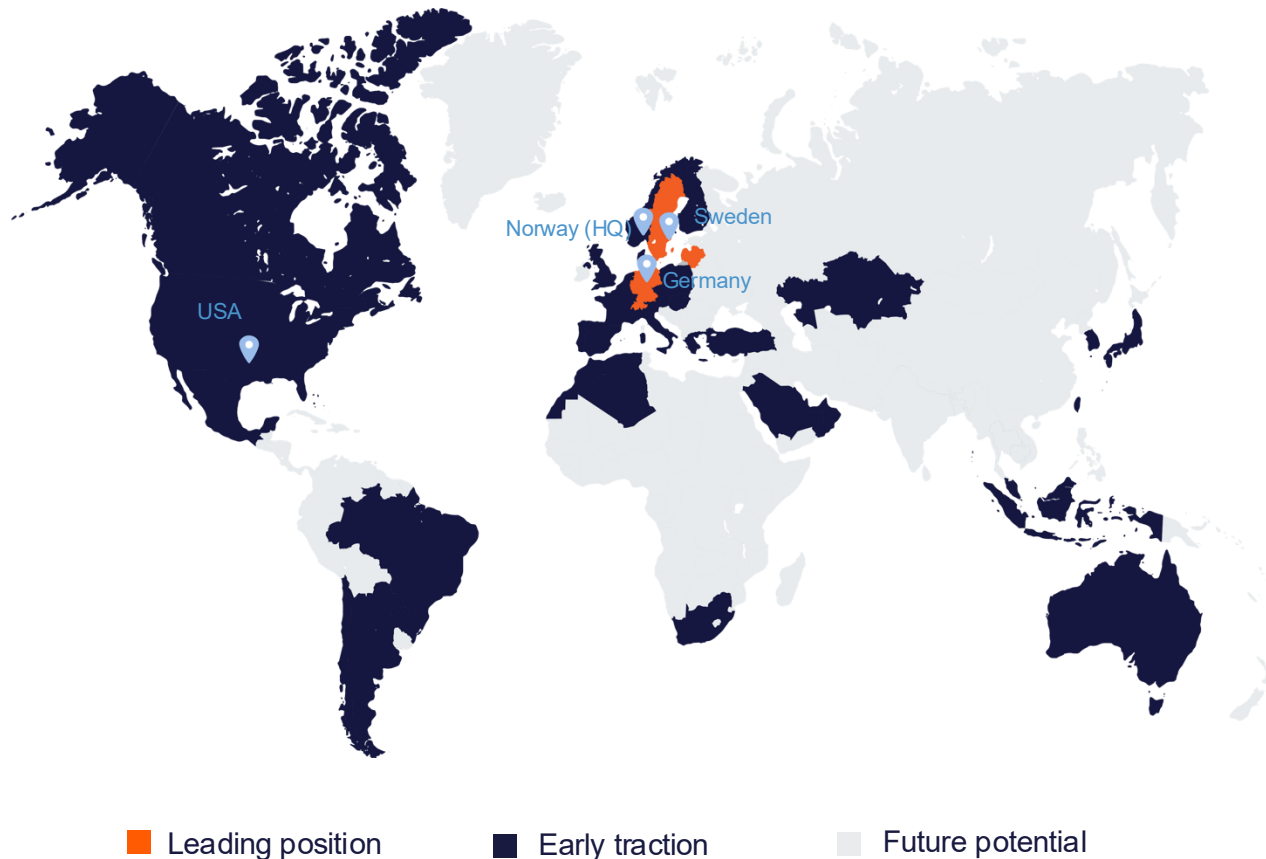 Norway (HQ)
Sweden
Germany
USA
Leading position
Early traction
Future potential